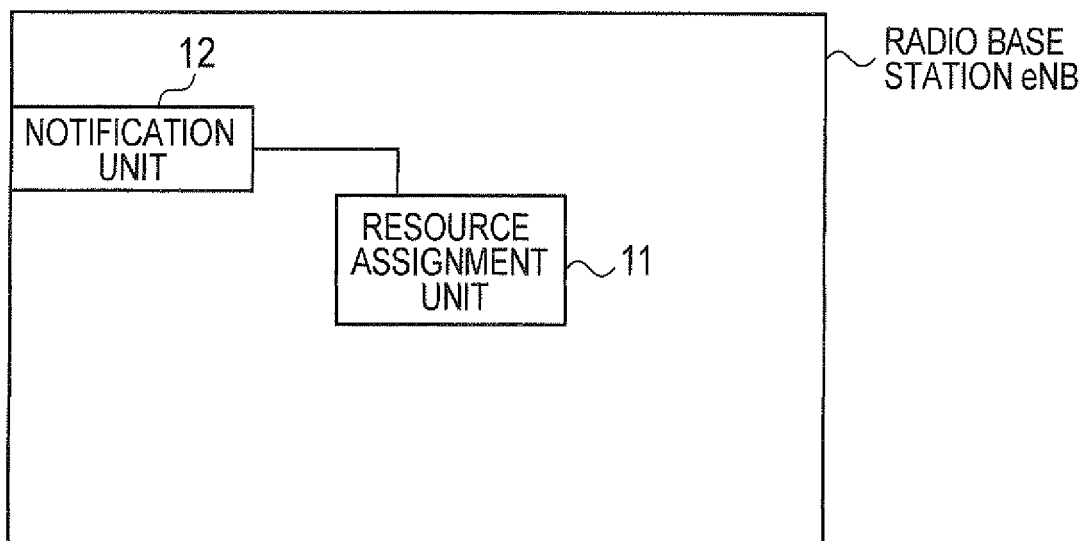 12
RADIO BASE
STATION eNB
NOTIFICATION
UNIT
RESOURCE
ASSIGNMENT
UNIT
11